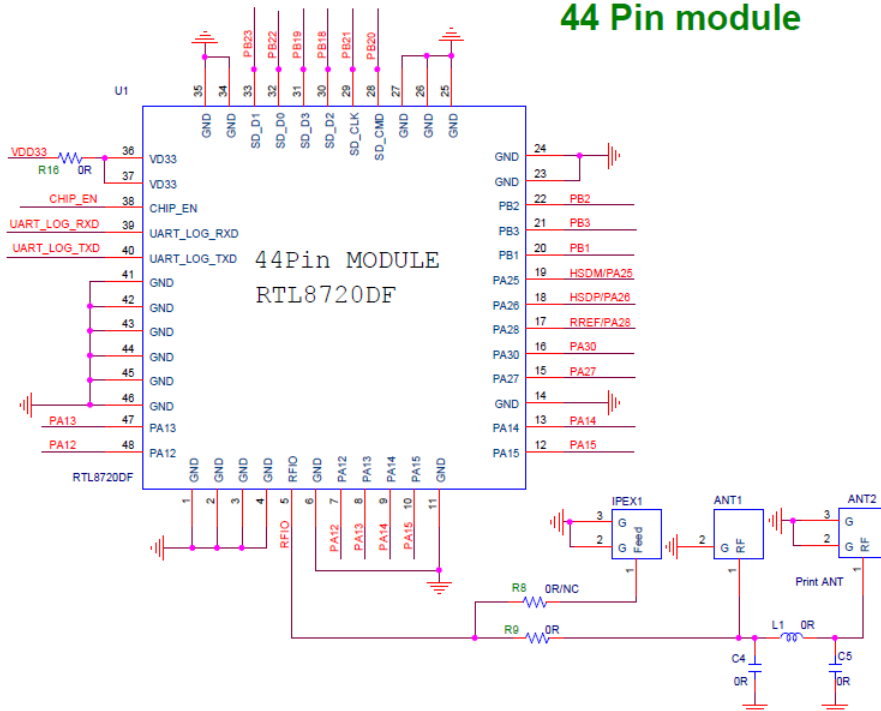 44 Pin module
PB23
PB22
PB19
PB18
PB21
PB20
U1
35
34
33
32
31
30
29
28
27
26
25
GND
GND
SD_D1
SD_D0
SD_D3
SD_D2
SD_CLK
SD_CMD
GND
GND
GND
VDD33
R16
0R
36
VD33
37
VD33
CHIP_EN
38
CHIP_EN
UART_LOG_RXD
39
UART_LOG_RXD
UART_LOG_TXD
40
UART_LOG_TXD
41
GND
42
GND
43
GND
44
GND
45
GND
46
GND
PA13
47
PA13
PA12
48
PA12
44Pin MODULE
RTL8720DF
GND
24
GND
23
PB2
22
PB2
PB3
21
PB3
PB1
20
PB1
PA25
19
HSDM/PA25
PA26
18
HSDP/PA26
PA28
17
RREF/PA28
PA30
16
PA30
PA27
15
PA27
GND
14
PA14
13
PA14
PA15
12
PA15
RTL8720DF
GND
GND
GND
GND
RFIO
GND
PA12
PA13
PA14
PA15
GND
1
2
3
4
5
6
7
8
9
10
11
RFIO
PA12
PA13
PA14
PA15
IPEX1
3
G
2
G
Feed
1
ANT1
2
G
RF
1
ANT2
3
G
2
G
RF
1
Print ANT
R8
0R/NC
R9
0R
L1
0R
C4
0R
C5
0R